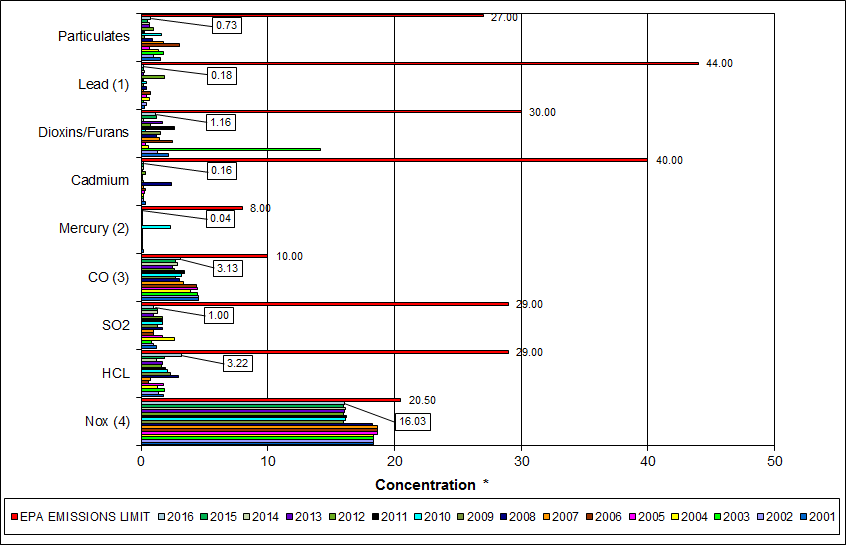 Particulates
27.00
0.73
Lead (1)
44.00
0.18
Dioxins/Furans
30.00
1.16
Cadmium
40.00
0.16
Mercury (2)
8.00
0.04
CO (3)
10.00
3.13
SO2
29.00
1.00
HCL
29.00
3.22
Nox (4)
20.50
16.03
0 10 20 30 40 50
Concentration *
EPA EMISSIONS LIMIT 2016 2015 2014 2013 2012 2011 2010 2009 2008 2007 2006 2005 2004 2003 2002 2001